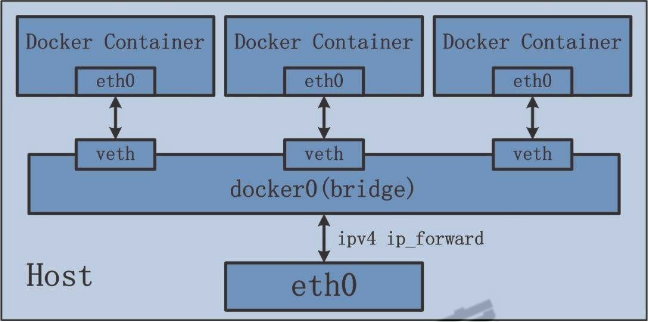 Docker Container
Docker Container
Docker Container
eth0
eth0
eth0
veth
veth
veth
docker0(bridge)
ipv4 ip_forward
Host
eth0